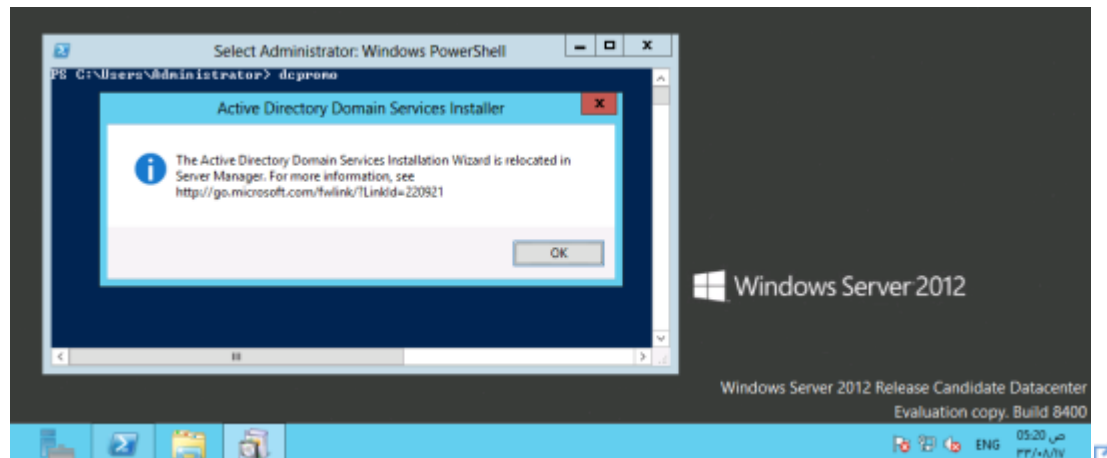 Select Administrator: Windows PowerShell
PS C:\Users\Administrator> dcpromo
Active Directory Domain Services Installer
The Active Directory Domain Services Installation Wizard is relocated in
Server Manager. For more information, see
http://go.microsoft.com/fwlink/?LinkId=220921
OK
Windows Server 2012
Windows Server 2012 Release Candidate Datacenter
Evaluation copy. Build 8400
ENG
05:20 ص